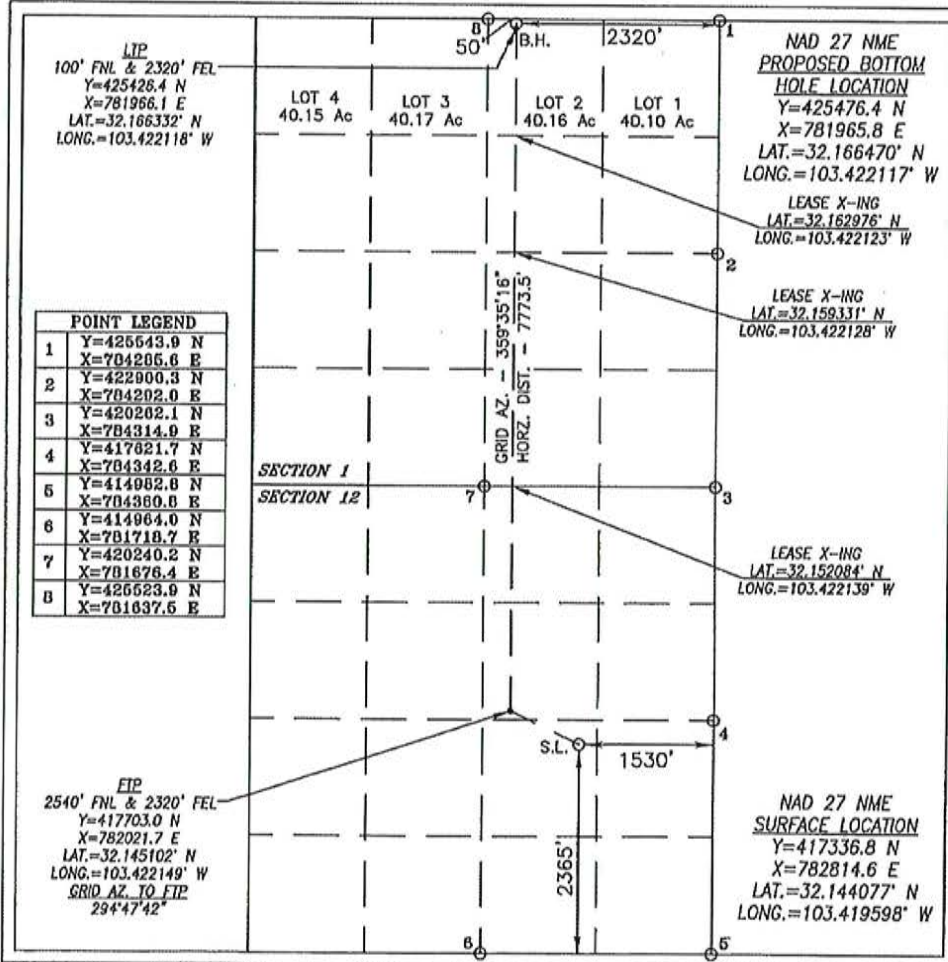 LTP
100' FNL & 2320' FEL
Y=425426.4 N
X=781966.1 E
LAT.=32.166332° N
LONG.=103.422118° W
8
50'
B.H.
2320'
1
NAD 27 NME
PROPOSED BOTTOM
HOLE LOCATION
Y=425476.4 N
X=781965.8 E
LAT.=32.166470° N
LONG.=103.422117° W
LOT 4
40.15 Ac
LOT 3
40.17 Ac
LOT 2
40.16 Ac
LOT 1
40.10 Ac
LEASE X-ING
LAT.=32.162976° N
LONG.=103.422123° W
2
LEASE X-ING
LAT.=32.159331° N
LONG.=103.422128° W
GRID AZ. – 359°35'16"
HORZ. DIST. – 7773.5'
POINT LEGEND
1 Y=425543.9 N
X=784285.6 E
2 Y=422900.3 N
X=784292.0 E
3 Y=420262.1 N
X=784314.9 E
4 Y=417621.7 N
X=784342.6 E
5 Y=414982.8 N
X=784360.8 E
6 Y=414964.0 N
X=781718.7 E
7 Y=420240.2 N
X=781676.4 E
8 Y=425523.9 N
X=781637.5 E
SECTION 1
SECTION 12
7
3
LEASE X-ING
LAT.=32.152084° N
LONG.=103.422139° W
4
S.L.
1530'
2365'
FTP
2540' FNL & 2320' FEL
Y=417703.0 N
X=782021.7 E
LAT.=32.145102° N
LONG.=103.422149° W
GRID AZ. TO FTP
294°47'42"
NAD 27 NME
SURFACE LOCATION
Y=417336.8 N
X=782814.6 E
LAT.=32.144077° N
LONG.=103.419598° W
6
5